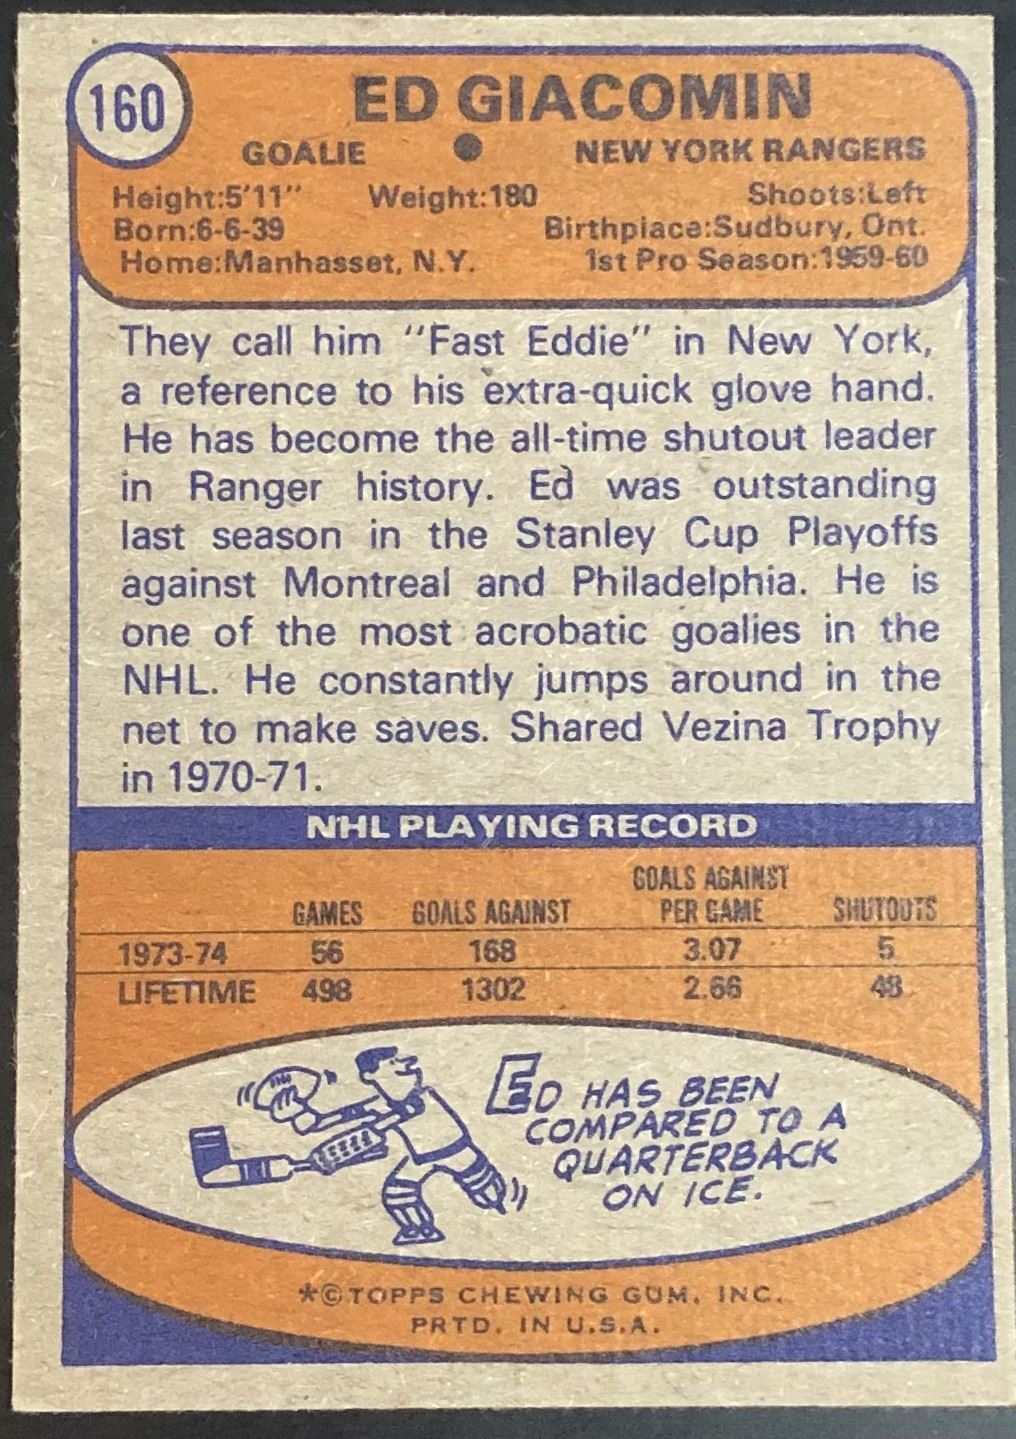 160
ED GIACOMIN
GOALIE ● NEW YORK RANGERS
Height:5'11" Weight:180 Shoots:Left
Born:6-6-39 Birthplace:Sudbury, Ont.
Home:Manhasset, N.Y. 1st Pro Season:1959-60
They call him "Fast Eddie" in New York,
a reference to his extra-quick glove hand.
He has become the all-time shutout leader
in Ranger history. Ed was outstanding
last season in the Stanley Cup Playoffs
against Montreal and Philadelphia. He is
one of the most acrobatic goalies in the
NHL. He constantly jumps around in the
net to make saves. Shared Vezina Trophy
in 1970-71.
NHL PLAYING RECORD
GAMES GOALS AGAINST GOALS AGAINST PER GAME SHUTOUTS
1973-74 56 168 3.07 5
LIFETIME 498 1302 2.66 48
ED HAS BEEN
COMPARED TO A
QUARTERBACK
ON ICE.
*©TOPPS CHEWING GUM, INC.
PRTD. IN U.S.A.